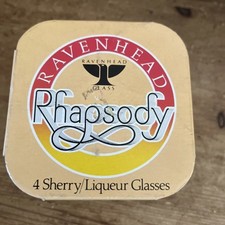 RAVENHEAD
RAVENHEAD
GLASS
Rhapsody
4 Sherry/Liqueur Glasses